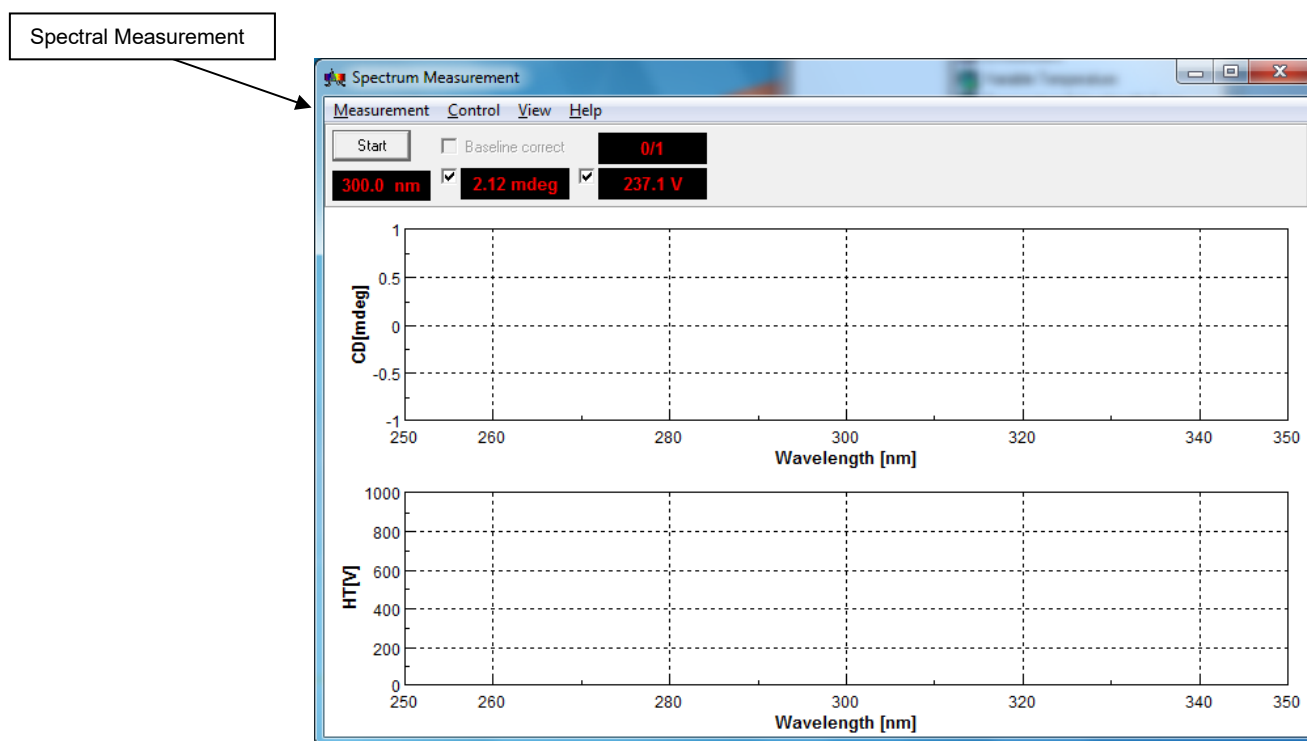 Spectral Measurement
Spectrum Measurement
Measurement Control View Help
Start Baseline correct 0/1
300.0 nm 2.12 mdeg 237.1 V
1
0.5
0
-0.5
-1
CD[mdeg]
250 260 280 300 320 340 350
Wavelength [nm]
1000
800
600
400
200
0
HT[V]
250 260 280 300 320 340 350
Wavelength [nm]